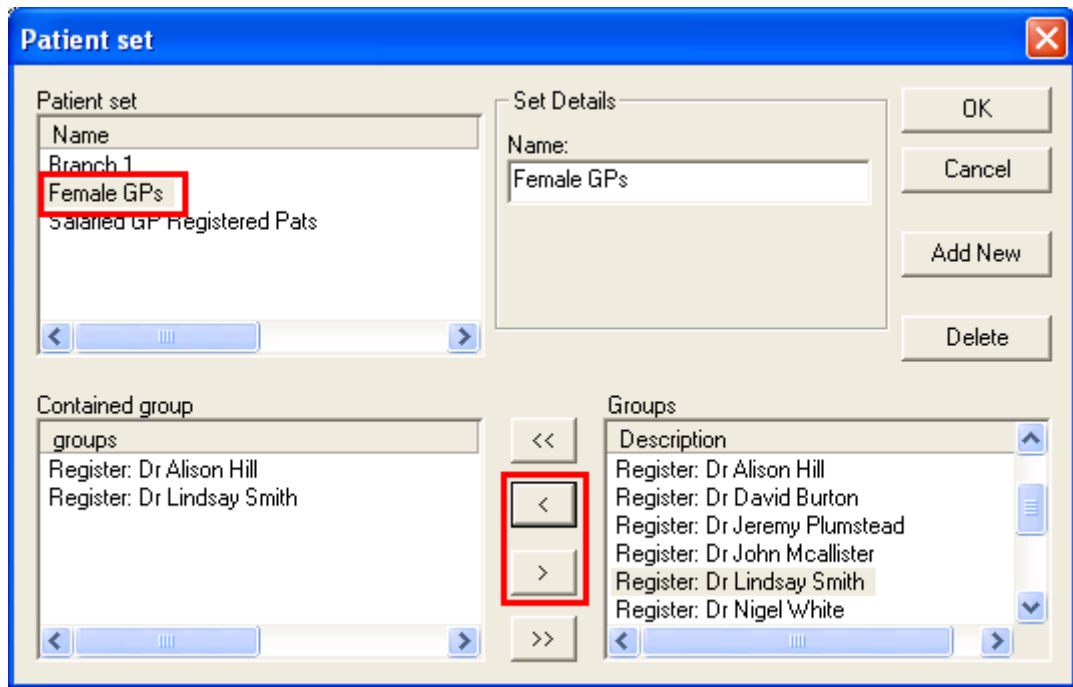 Patient set
Patient set
Name
Branch 1
Female GPs
Salaried GP Registered Pats
Set Details
Name:
Female GPs
OK
Cancel
Add New
Delete
Contained group
groups
Register: Dr Alison Hill
Register: Dr Lindsay Smith
<<
<
>
>>
Groups
Description
Register: Dr Alison Hill
Register: Dr David Burton
Register: Dr Jeremy Plumstead
Register: Dr John Mcallister
Register: Dr Lindsay Smith
Register: Dr Nigel White